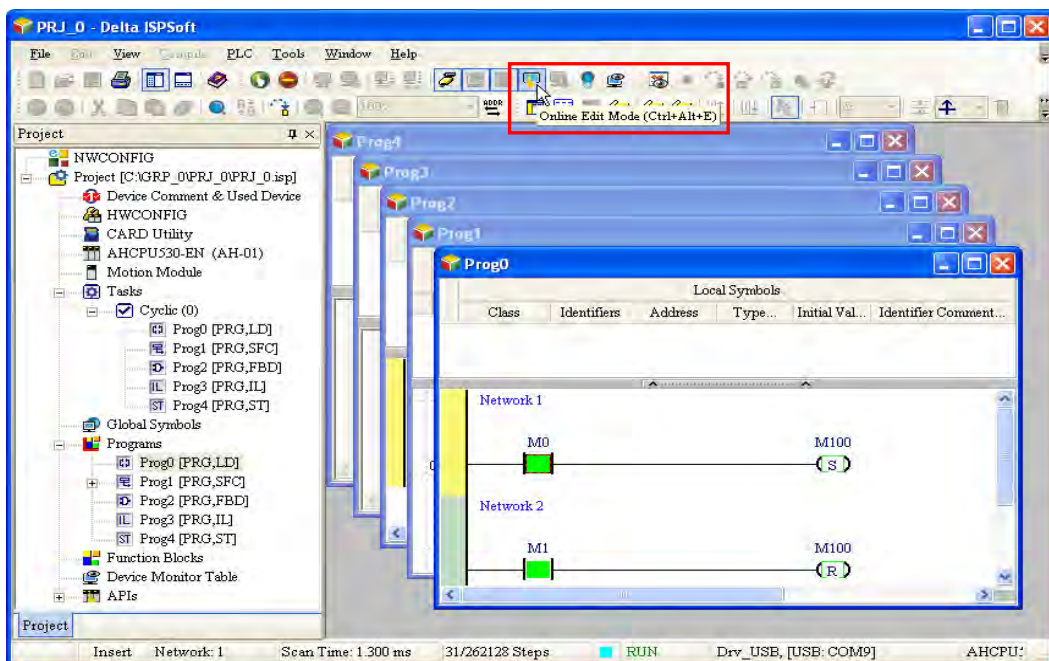 PRJ_0 - Delta ISPSoft
File Edit View Compile PLC Tools Window Help
ADDR
Online Edit Mode (Ctrl+Alt+E)
Project
NWCONFIG
Project [C:\GRP_0\PRJ_0\PRJ_0.isp]
Device Comment & Used Device
HWCONFIG
CARD Utility
AHCPU530-EN (AH-01)
Motion Module
Tasks
Cyclic (0)
Prog0 [PRG,LD]
Prog1 [PRG,SFC]
Prog2 [PRG,FBD]
Prog3 [PRG,IL]
Prog4 [PRG,ST]
Global Symbols
Programs
Prog0 [PRG,LD]
Prog1 [PRG,SFC]
Prog2 [PRG,FBD]
Prog3 [PRG,IL]
Prog4 [PRG,ST]
Function Blocks
Device Monitor Table
APIs
Project
Prog4
Prog3
Prog2
Prog1
Prog0
Local Symbols
Class Identifiers Address Type... Initial Val... Identifier Comment...
Network 1
M0 M100
S
Network 2
M1 M100
R
Insert Network: 1 Scan Time: 1.300 ms 31/262128 Steps RUN Drv_USB, [USB: COM9] AHCPU